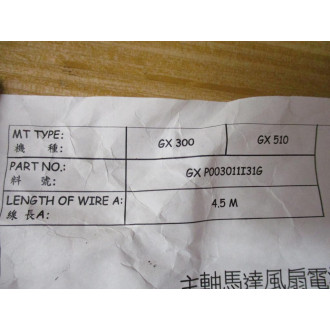 MT TYPE: GX 300 GX 510
機 種:
PART NO.: GX P003011I31G
料 號:
LENGTH OF WIRE A: 4.5 M
線 長A:
主軸馬達風扇電